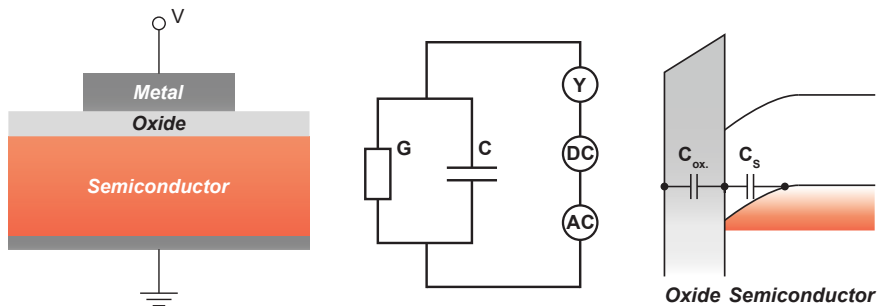 V
Metal
Oxide
Semiconductor
G
C
Y
DC
AC
Cox.
CS
Oxide Semiconductor